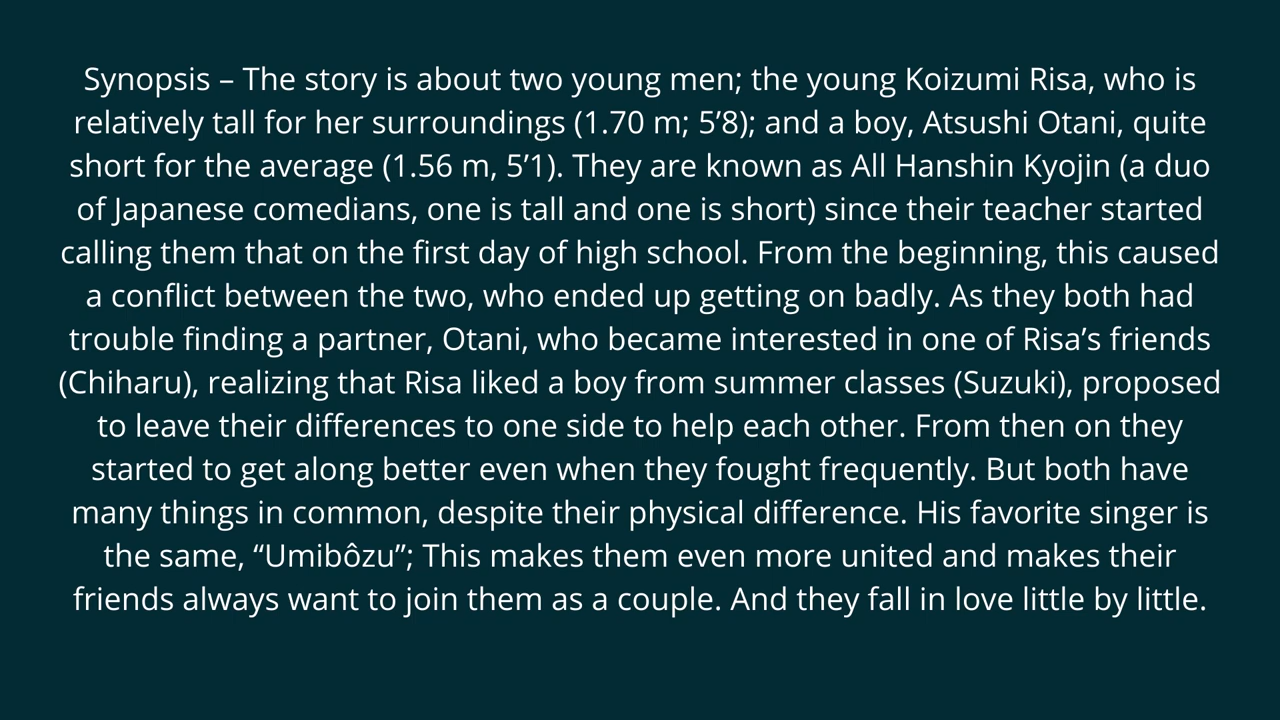 Synopsis – The story is about two young men; the young Koizumi Risa, who is
relatively tall for her surroundings (1.70 m; 5’8); and a boy, Atsushi Otani, quite
short for the average (1.56 m, 5’1). They are known as All Hanshin Kyojin (a duo
of Japanese comedians, one is tall and one is short) since their teacher started
calling them that on the first day of high school. From the beginning, this caused
a conflict between the two, who ended up getting on badly. As they both had
trouble finding a partner, Otani, who became interested in one of Risa’s friends
(Chiharu), realizing that Risa liked a boy from summer classes (Suzuki), proposed
to leave their differences to one side to help each other. From then on they
started to get along better even when they fought frequently. But both have
many things in common, despite their physical difference. His favorite singer is
the same, “Umibôzu”; This makes them even more united and makes their
friends always want to join them as a couple. And they fall in love little by little.